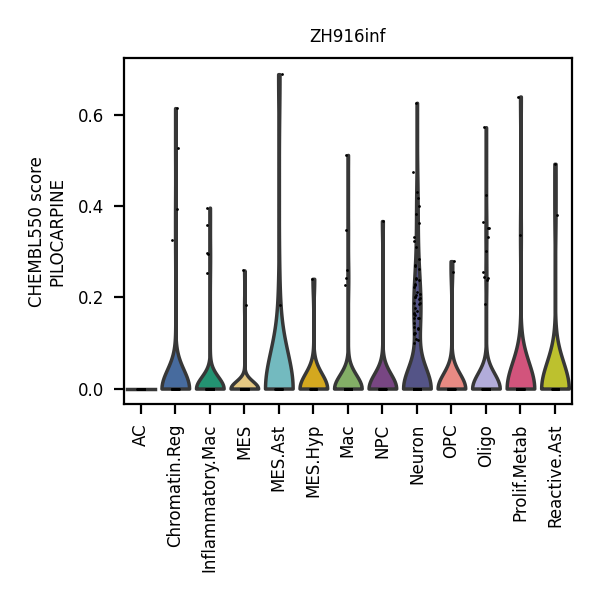 ZH916inf
CHEMBL550 score
PILOCARPINE
0.6
0.4
0.2
0.0
AC
Chromatin.Reg
Inflammatory.Mac
MES
MES.Ast
MES.Hyp
Mac
NPC
Neuron
OPC
Oligo
Prolif.Metab
Reactive.Ast